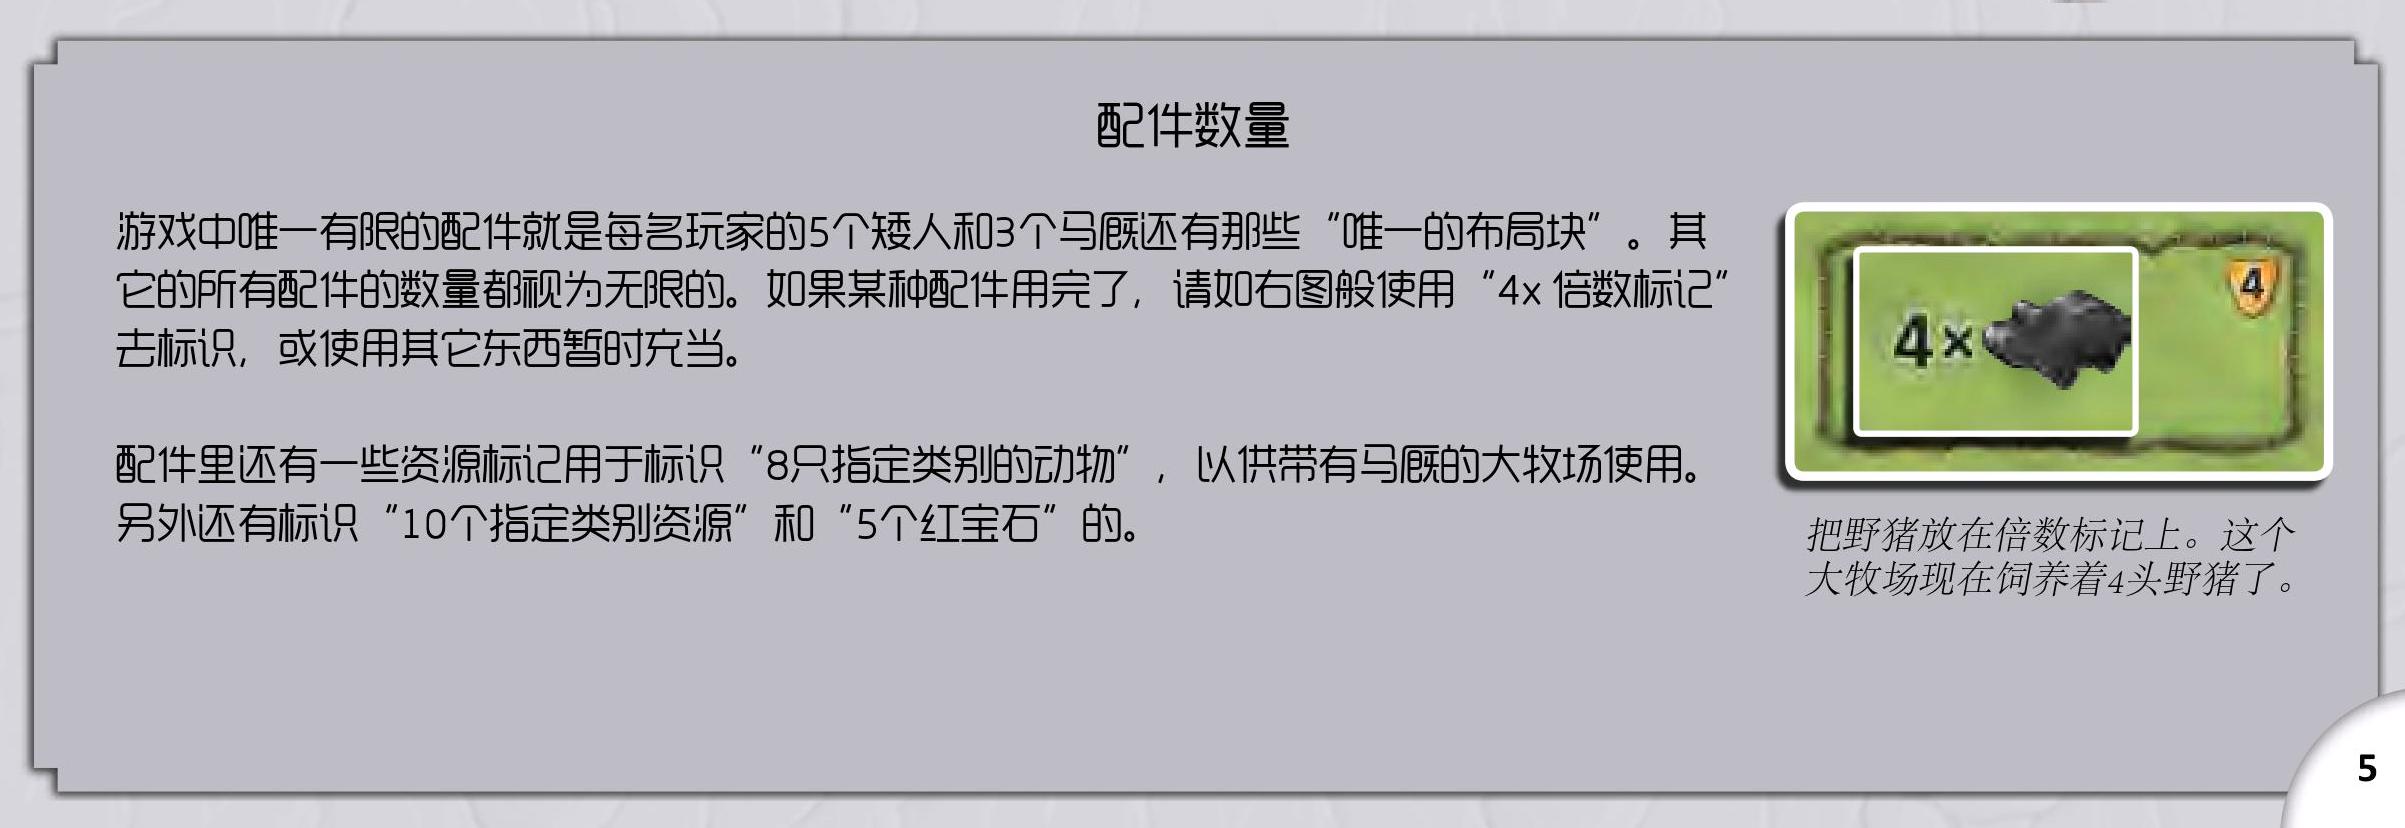 配件数量
游戏中唯一有限的配件就是每名玩家的5个矮人和3个马厩还有那些“唯一的布局块”。其
它的所有配件的数量都视为无限的。如果某种配件用完了，请如右图般使用“4x 倍数标记”
去标识，或使用其它东西暂时充当。
配件里还有一些资源标记用于标识“8只指定类别的动物”，以供带有马厩的大牧场使用。
另外还有标识“10个指定类别资源”和“5个红宝石”的。
4
4×
把野猪放在倍数标记上。这个
大牧场现在饲养着4头野猪了。
5